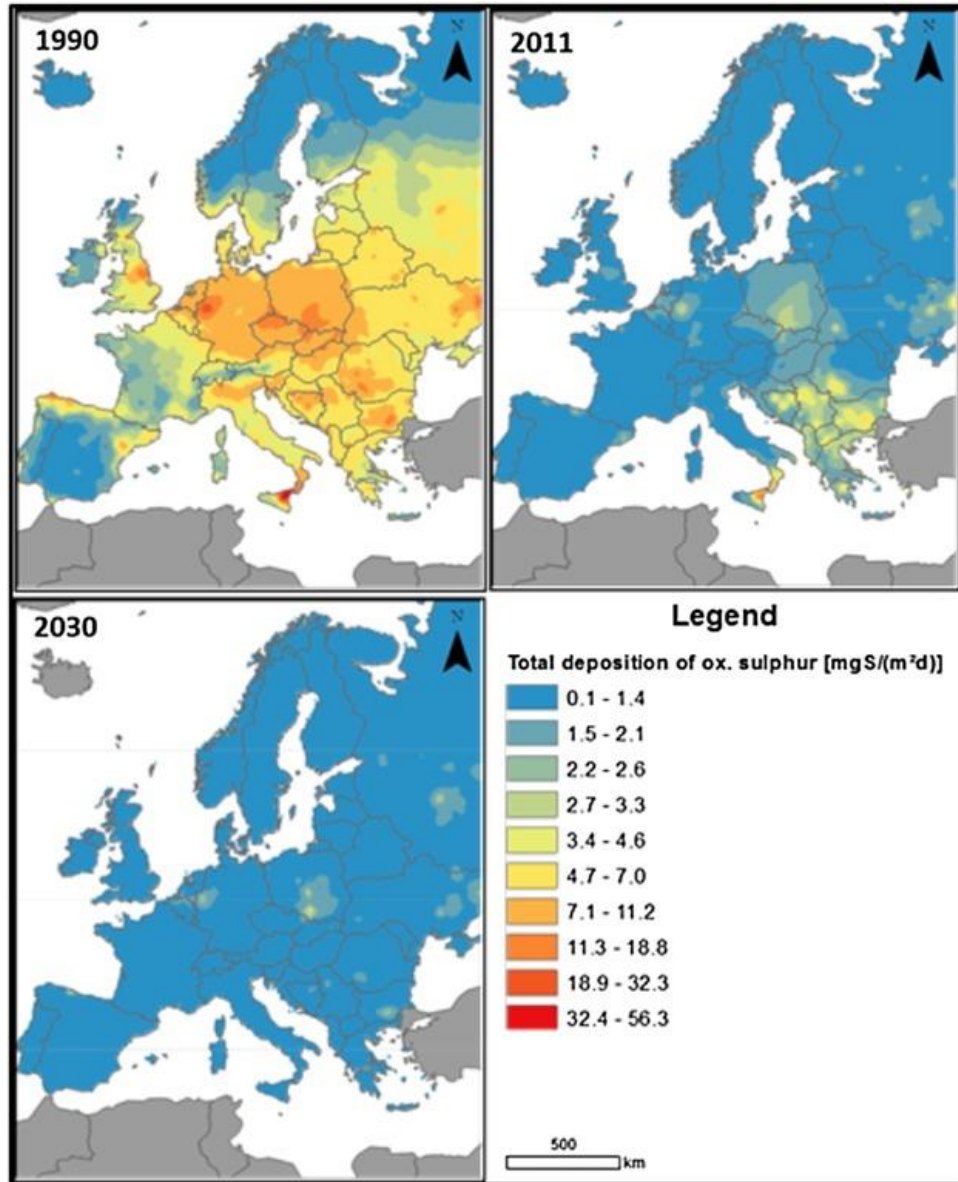 1990
N
2011
N
2030
N
Legend
Total deposition of ox. sulphur [mgS/(m²d)]
0.1 - 1.4
1.5 - 2.1
2.2 - 2.6
2.7 - 3.3
3.4 - 4.6
4.7 - 7.0
7.1 - 11.2
11.3 - 18.8
18.9 - 32.3
32.4 - 56.3
500
km